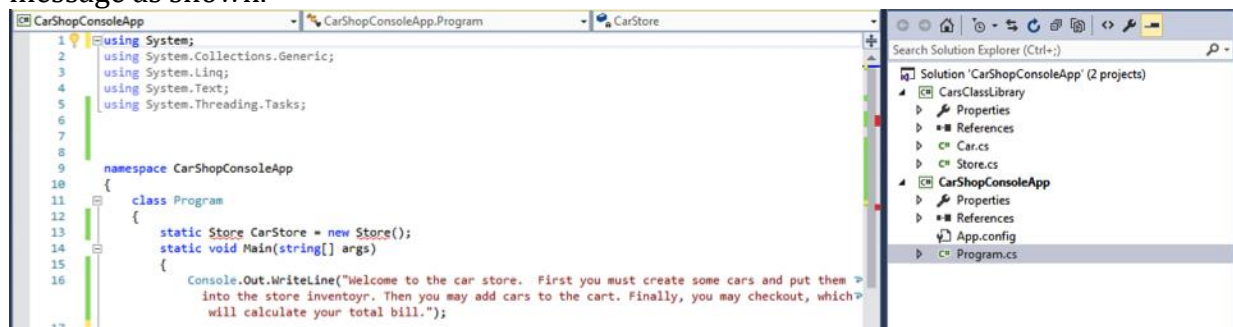 message as shown.
CarShopConsoleApp CarShopConsoleApp.Program CarStore
1 using System;
2 using System.Collections.Generic;
3 using System.Linq;
4 using System.Text;
5 using System.Threading.Tasks;
6
7
8
9 namespace CarShopConsoleApp
10 {
11 class Program
12 {
13 static Store CarStore = new Store();
14 static void Main(string[] args)
15 {
16 Console.Out.WriteLine("Welcome to the car store.  First you must create some cars and put them
into the store inventoyr. Then you may add cars to the cart. Finally, you may checkout, which
will calculate your total bill.");
Search Solution Explorer (Ctrl+;)
Solution 'CarShopConsoleApp' (2 projects)
C# CarsClassLibrary
Properties
References
C# Car.cs
C# Store.cs
C# CarShopConsoleApp
Properties
References
App.config
C# Program.cs